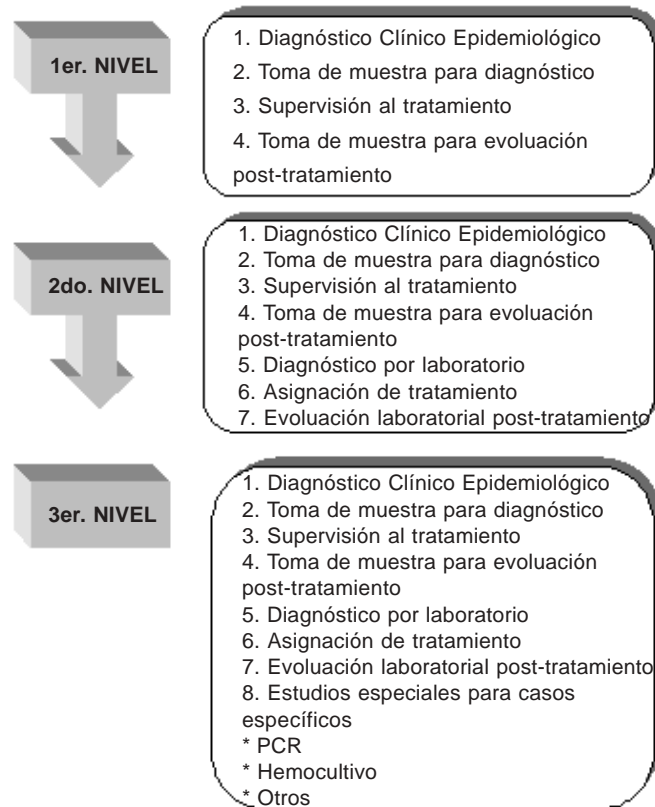 1er. NIVEL
1. Diagnóstico Clínico Epidemiológico
2. Toma de muestra para diagnóstico
3. Supervisión al tratamiento
4. Toma de muestra para evoluación
post-tratamiento
2do. NIVEL
1. Diagnóstico Clínico Epidemiológico
2. Toma de muestra para diagnóstico
3. Supervisión al tratamiento
4. Toma de muestra para evoluación
post-tratamiento
5. Diagnóstico por laboratorio
6. Asignación de tratamiento
7. Evoluación laboratorial post-tratamiento
3er. NIVEL
1. Diagnóstico Clínico Epidemiológico
2. Toma de muestra para diagnóstico
3. Supervisión al tratamiento
4. Toma de muestra para evoluación
post-tratamiento
5. Diagnóstico por laboratorio
6. Asignación de tratamiento
7. Evoluación laboratorial post-tratamiento
8. Estudios especiales para casos
específicos
* PCR
* Hemocultivo
* Otros